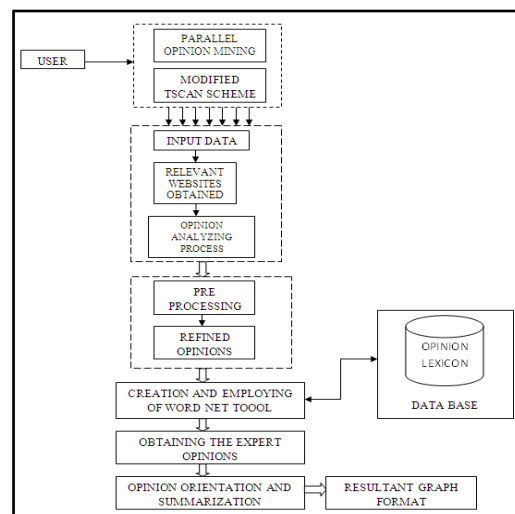 PARALLEL
OPINION MINING
USER
MODIFIED
TSCAN SCHEME
INPUT DATA
RELEVANT
WEBSITES
OBTAINED
OPINION
ANALYZING
PROCESS
PRE
PROCESSING
REFINED
OPINIONS
OPINION
LEXICON
DATA BASE
CREATION AND EMPLOYING
OF WORD NET TOOOL
OBTAINING THE EXPERT
OPINIONS
OPINION ORIENTATION AND
SUMMARIZATION
RESULTANT GRAPH
FORMAT